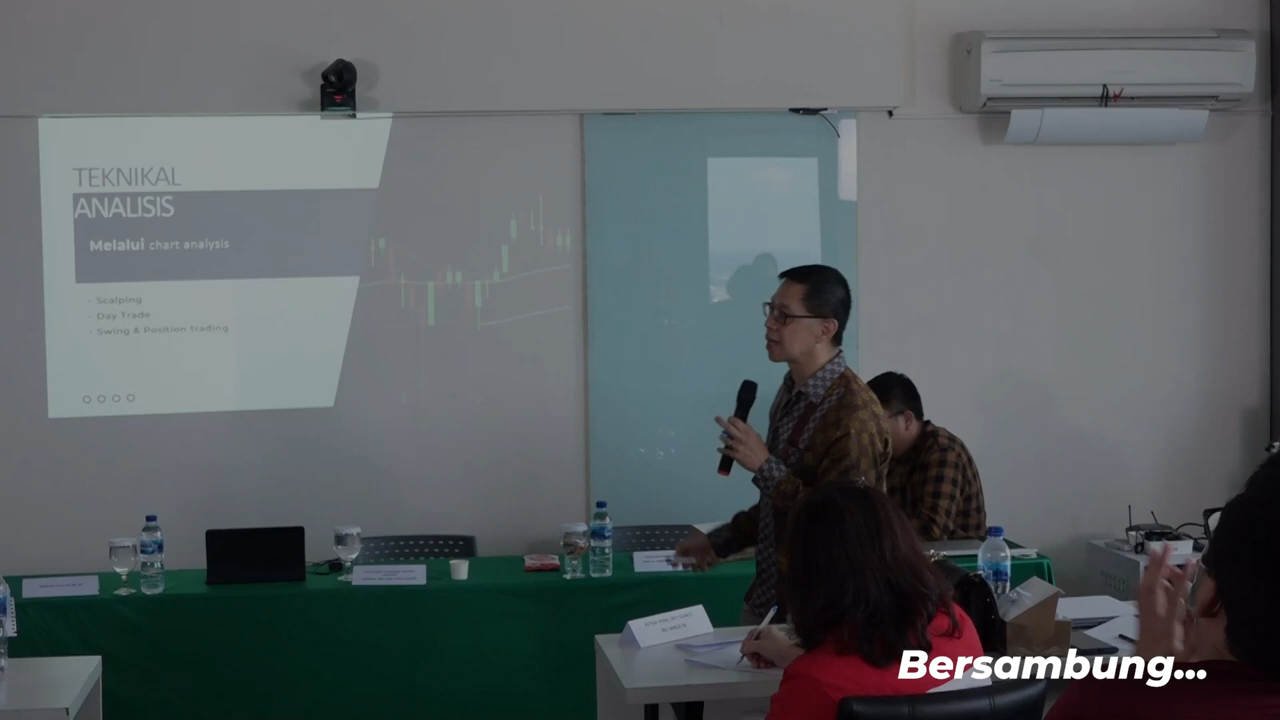 TEKNIKAL
ANALISIS
Melalui chart analysis
- Scalping
- Day Trade
- Swing & Position trading
Bersambung...